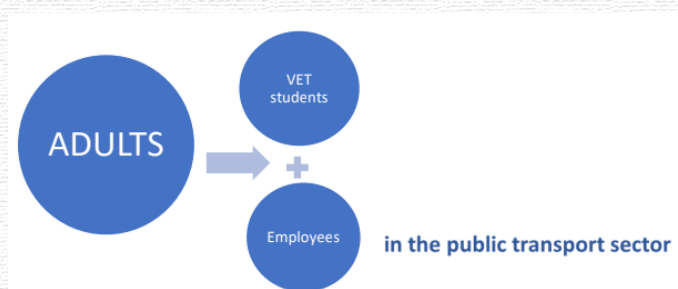 ADULTS
VET
students
Employees
in the public transport sector